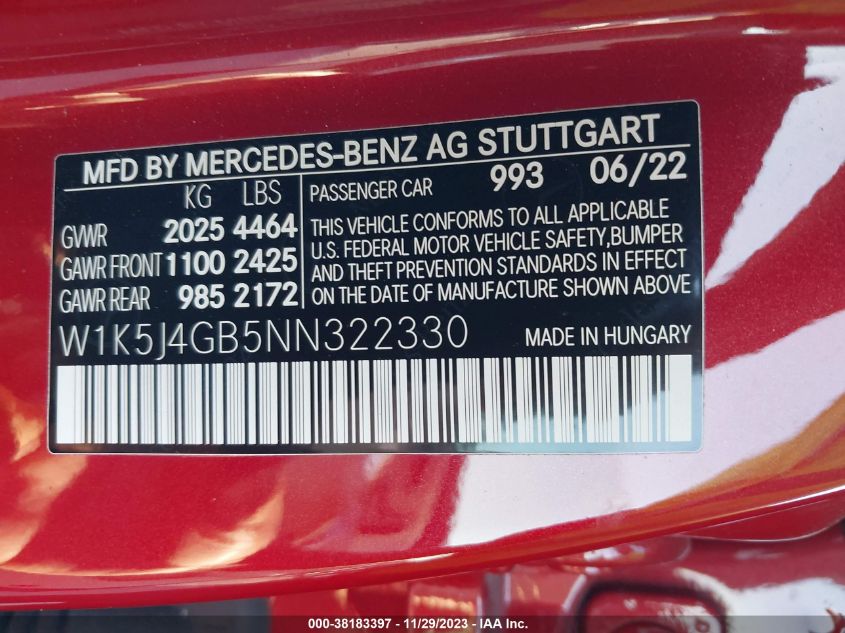 MFD BY MERCEDES-BENZ AG STUTTGART
KG LBS
GVWR 2025 4464
GAWR FRONT 1100 2425
GAWR REAR 985 2172
PASSENGER CAR 993 06/22
THIS VEHICLE CONFORMS TO ALL APPLICABLE
U.S. FEDERAL MOTOR VEHICLE SAFETY,BUMPER
AND THEFT PREVENTION STANDARDS IN EFFECT
ON THE DATE OF MANUFACTURE SHOWN ABOVE
W1K5J4GB5NN322330 MADE IN HUNGARY
000-38183397 - 11/29/2023 - IAA Inc.